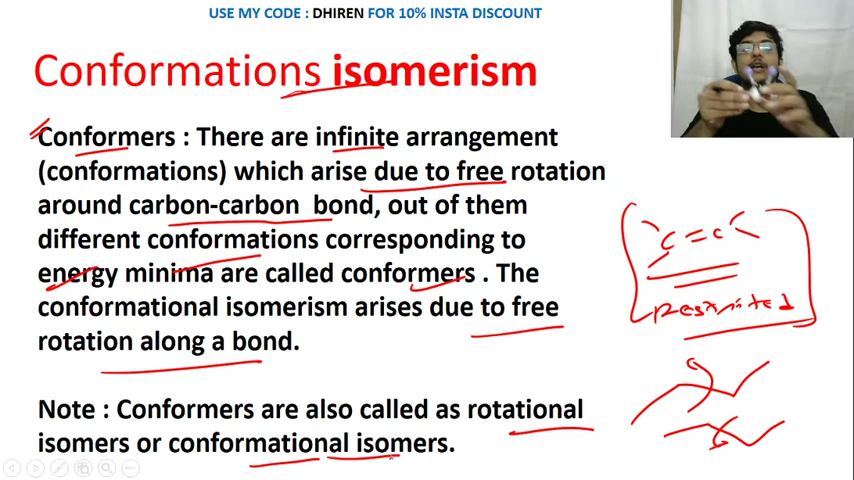 USE MY CODE : DHIREN FOR 10% INSTA DISCOUNT
Conformations isomerism
Conformers : There are infinite arrangement
(conformations) which arise due to free rotation
around carbon-carbon bond, out of them
different conformations corresponding to
energy minima are called conformers . The
conformational isomerism arises due to free
rotation along a bond.
Note : Conformers are also called as rotational
isomers or conformational isomers.
C = C